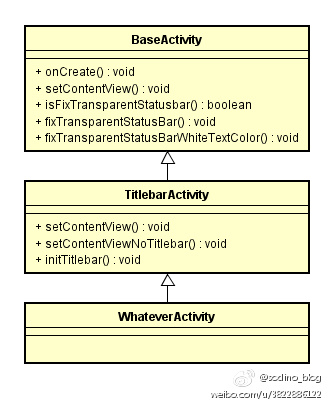 BaseActivity
+ onCreate() : void
+ setContentView() : void
+ isFixTransparentStatusbar() : boolean
+ fixTransparentStatusBar() : void
+ fixTransparentStatusBarWhiteTextColor() : void
TitlebarActivity
+ setContentView() : void
+ setContentViewNoTitlebar() : void
+ initTitlebar() : void
WhateverActivity
@sodino_blog
weibo.com/u/3822886122